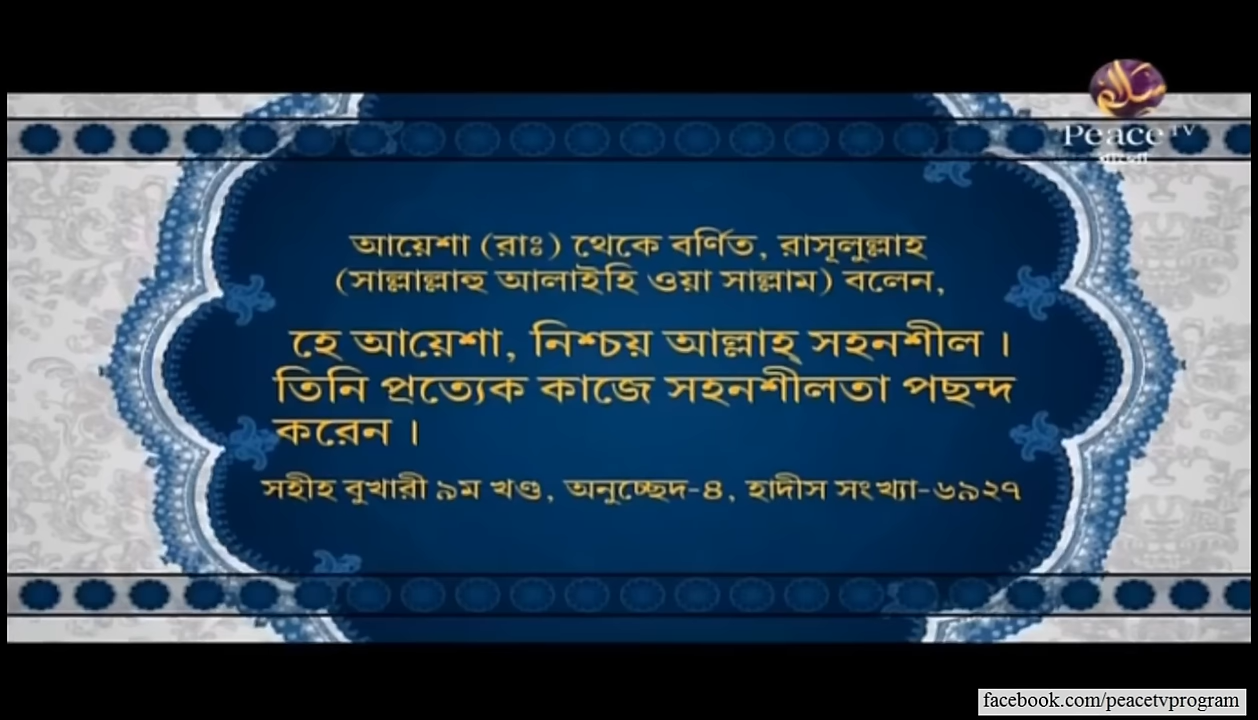 Peace TV
বাংলা
আয়েশা (রাঃ) থেকে বর্ণিত, রাসূলুল্লাহ
(সাল্লাল্লাহু আলাইহি ওয়া সাল্লাম) বলেন,
হে আয়েশা, নিশ্চয় আল্লাহ্ সহনশীল ।
তিনি প্রত্যেক কাজে সহনশীলতা পছন্দ
করেন ।
সহীহ বুখারী ৯ম খণ্ড, অনুচ্ছেদ-৪, হাদীস সংখ্যা-৬৯২৭
facebook.com/peacetvprogram